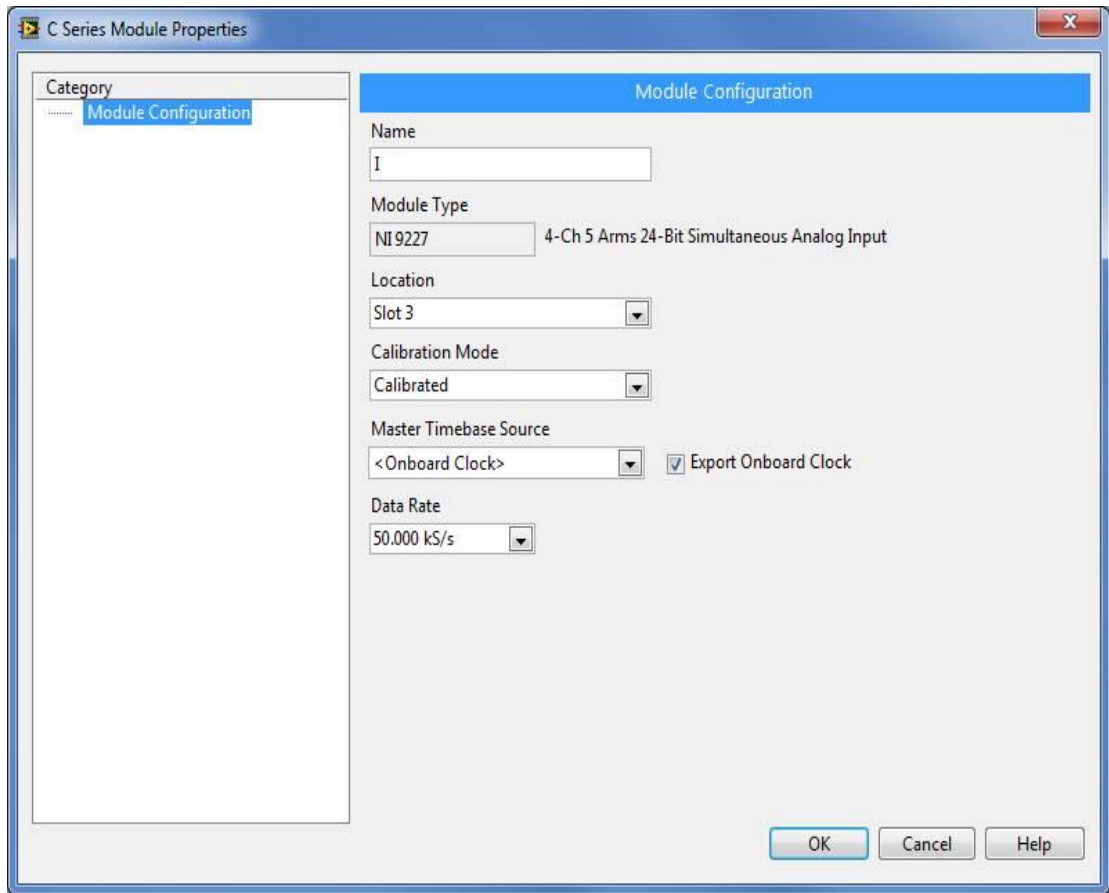 C Series Module Properties
Category
Module Configuration
Module Configuration
Name
I
Module Type
NI 9227
4-Ch 5 Arms 24-Bit Simultaneous Analog Input
Location
Slot 3
Calibration Mode
Calibrated
Master Timebase Source
<Onboard Clock>
Export Onboard Clock
Data Rate
50.000 kS/s
OK
Cancel
Help